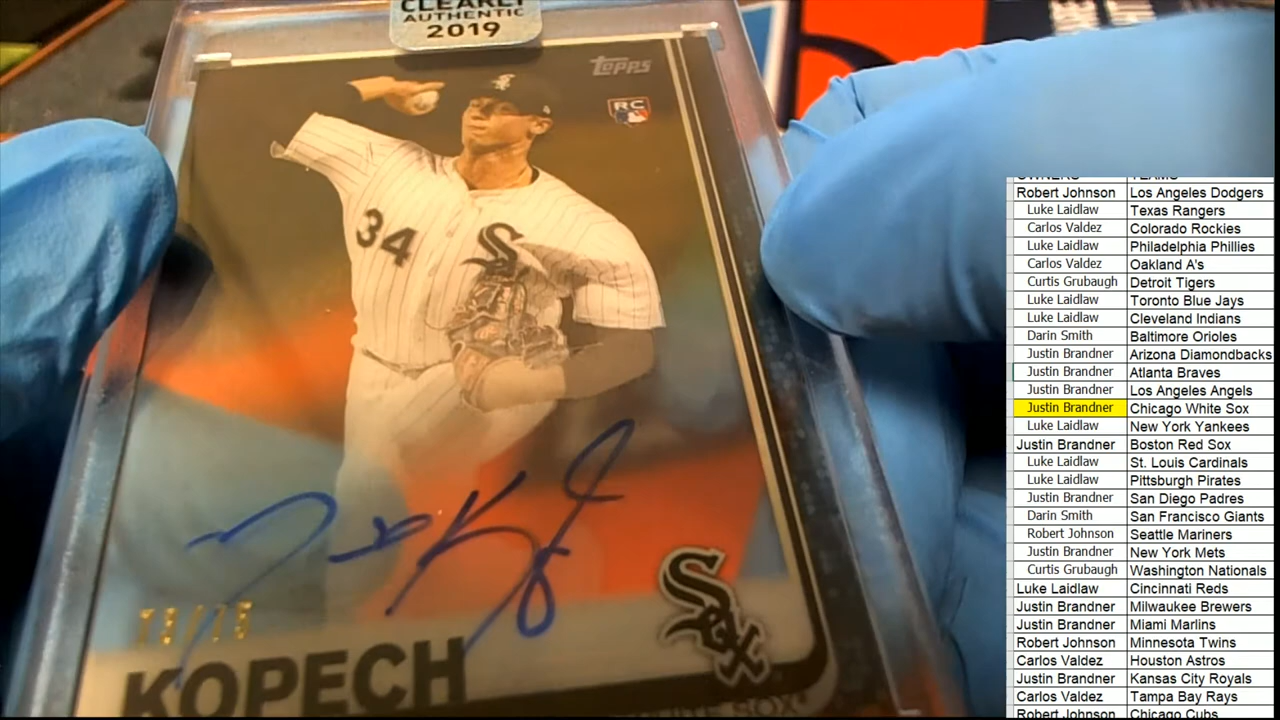 CLEARLY
AUTHENTIC
2019
Topps
RC
34
Sox
KOPECH
Sox
OWNERS TEAMS
Robert Johnson Los Angeles Dodgers
Luke Laidlaw Texas Rangers
Carlos Valdez Colorado Rockies
Luke Laidlaw Philadelphia Phillies
Carlos Valdez Oakland A's
Curtis Grubaugh Detroit Tigers
Luke Laidlaw Toronto Blue Jays
Luke Laidlaw Cleveland Indians
Darin Smith Baltimore Orioles
Justin Brandner Arizona Diamondbacks
Justin Brandner Atlanta Braves
Justin Brandner Los Angeles Angels
Justin Brandner Chicago White Sox
Luke Laidlaw New York Yankees
Justin Brandner Boston Red Sox
Luke Laidlaw St. Louis Cardinals
Luke Laidlaw Pittsburgh Pirates
Justin Brandner San Diego Padres
Darin Smith San Francisco Giants
Robert Johnson Seattle Mariners
Justin Brandner New York Mets
Curtis Grubaugh Washington Nationals
Luke Laidlaw Cincinnati Reds
Justin Brandner Milwaukee Brewers
Justin Brandner Miami Marlins
Robert Johnson Minnesota Twins
Carlos Valdez Houston Astros
Justin Brandner Kansas City Royals
Carlos Valdez Tampa Bay Rays
Robert Johnson Chicago Cubs